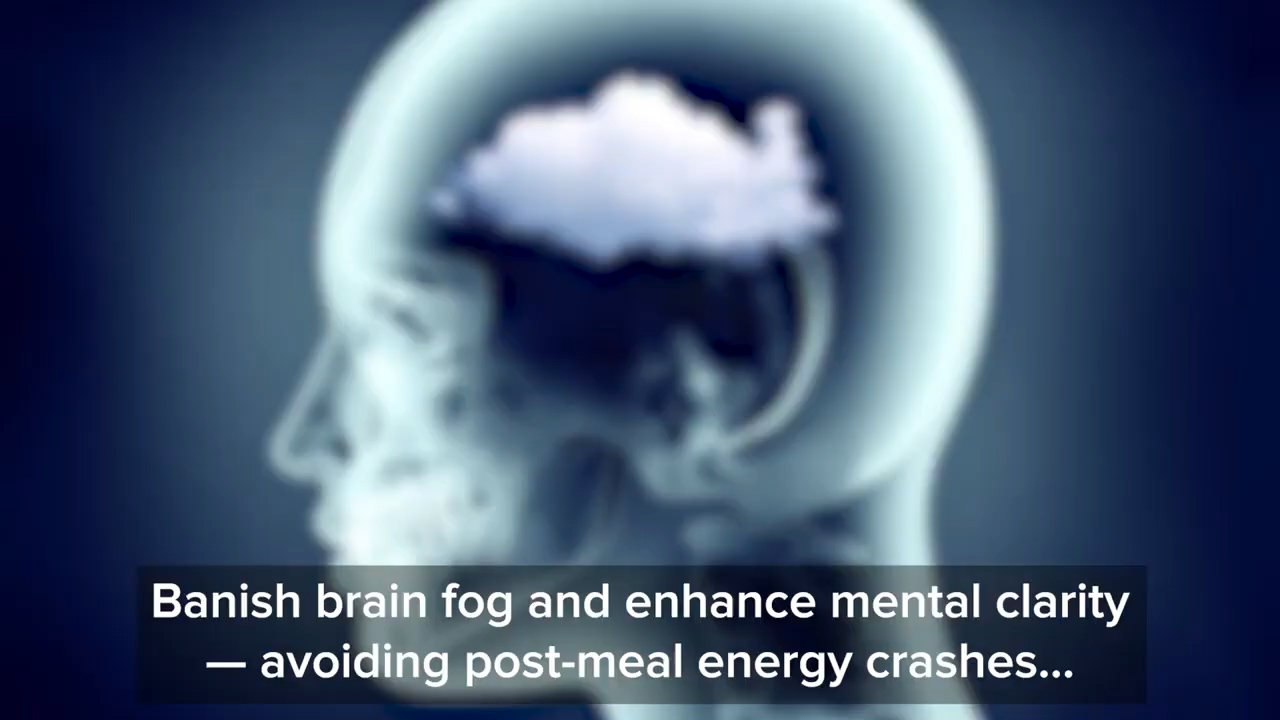 Banish brain fog and enhance mental clarity
— avoiding post-meal energy crashes...